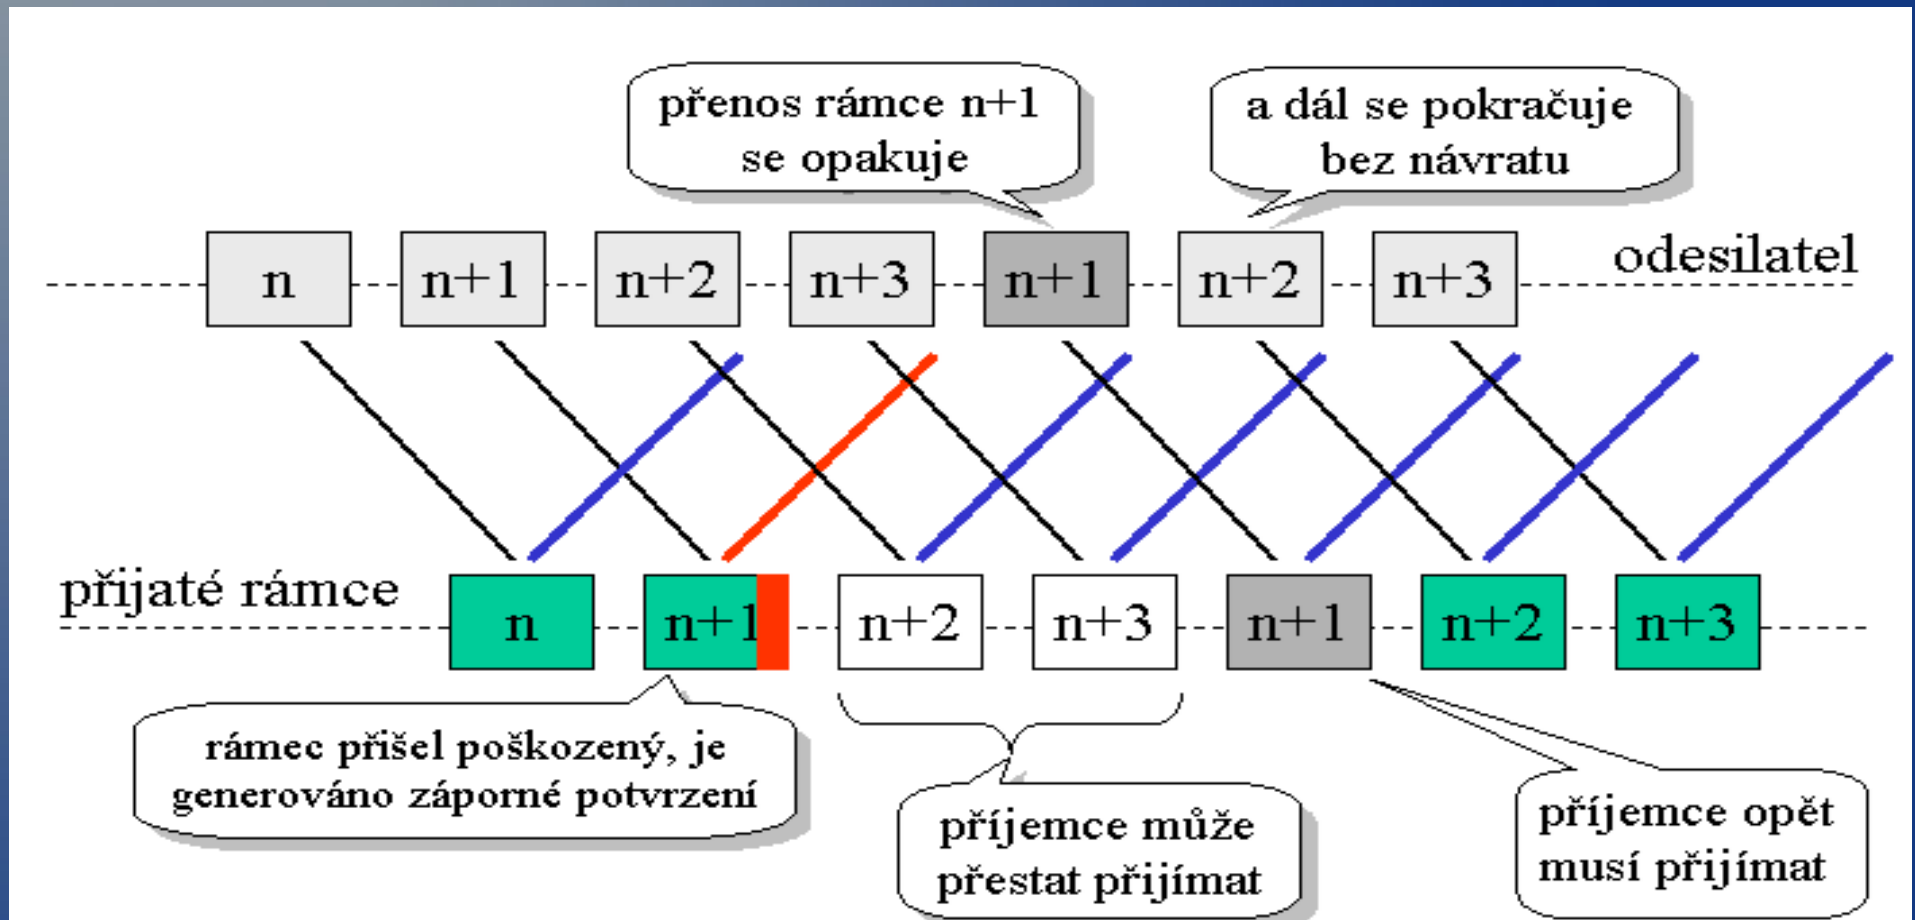 přenos rámce n+1
se opakuje
a dál se pokračuje
bez návratu
n n+1 n+2 n+3 n+1 n+2 n+3 odesilatel
přijaté rámce n n+1 n+2 n+3 n+1 n+2 n+3
rámec přišel poškozený, je
generováno záporné potvrzení
příjemce může
přestat přijímat
příjemce opět
musí přijímat